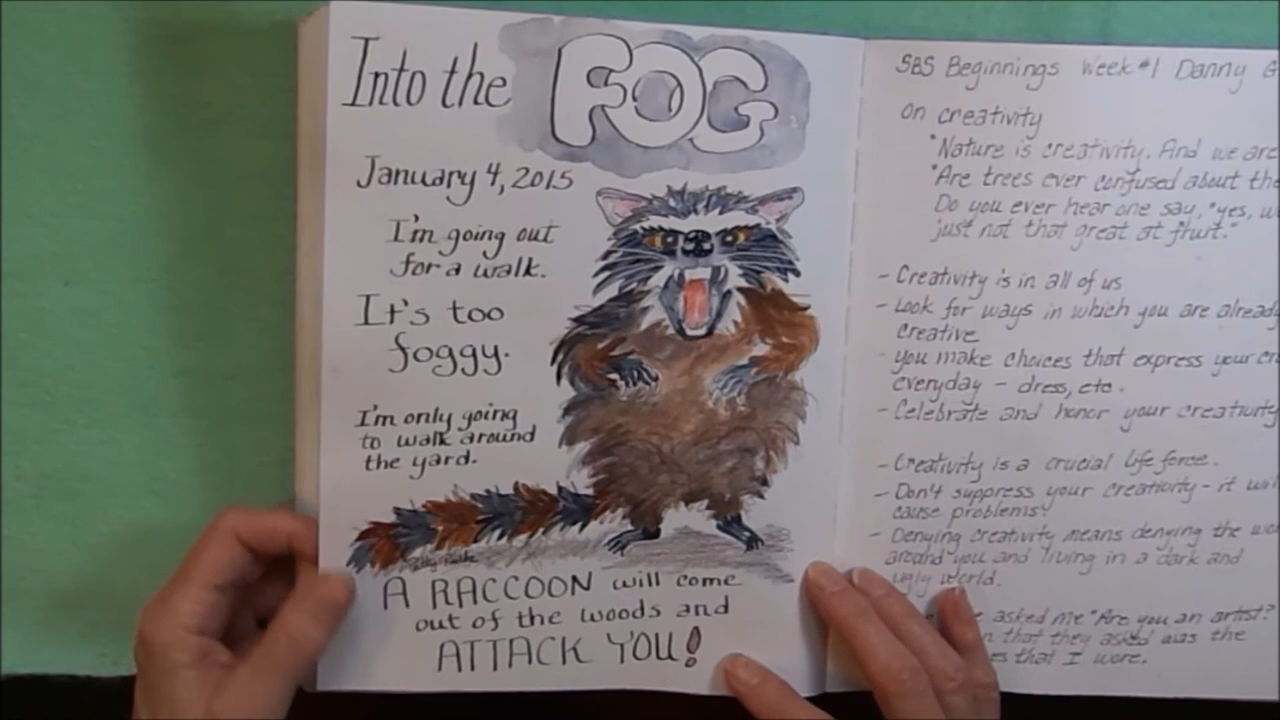 Into the FOG
January 4, 2015
I'm going out
for a walk.
It's too
foggy.
I'm only going
to walk around
the yard.
A RACCOON will come
out of the woods and
ATTACK YOU!
SBS Beginnings Week #1 Danny G
on creativity
"Nature is creativity. And we are
"Are trees ever confused about
Do you ever hear one say, "yes,
just not that great at fruit."
- Creativity is in all of us
- Look for ways in which you are
creative
- you make choices that express your
everyday - dress, etc.
- Celebrate and honor your creativity
- Creativity is a crucial life force.
- Don't suppress your creativity - it
cause problems
- Denying creativity means denying the
around you and living in a dark and
ugly world.
asked me "Are you an artist?
that they asked was the
that I wore.